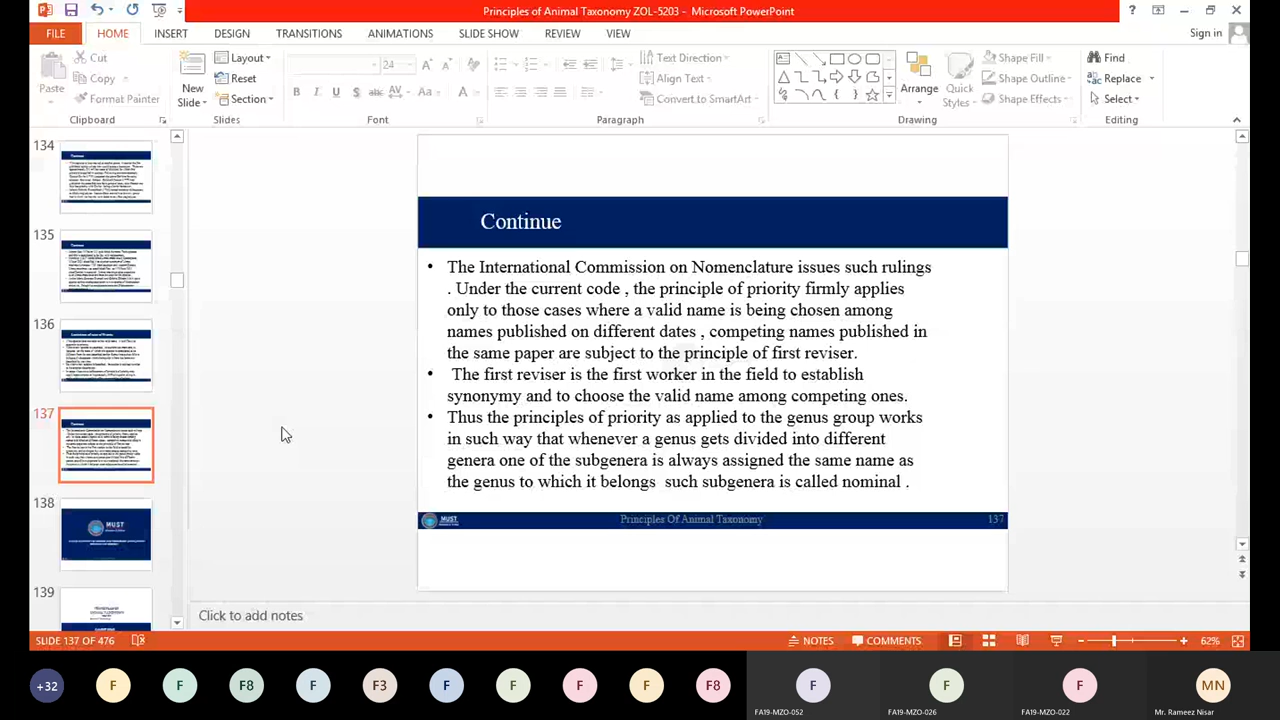 Principles of Animal Taxonomy ZOL-5203 - Microsoft PowerPoint
FILE HOME INSERT DESIGN TRANSITIONS ANIMATIONS SLIDE SHOW REVIEW VIEW Sign in
Paste
Cut
Copy
Format Painter
Clipboard
New Slide
Layout
Reset
Section
Slides
24
Font
Text Direction
Align Text
Convert to SmartArt
Paragraph
Arrange
Quick Styles
Shape Fill
Shape Outline
Shape Effects
Drawing
Find
Replace
Select
Editing
134
135
136
137
138
139
Continue
• The International Commission on Nomenclature issues such rulings
. Under the current code , the principle of priority firmly applies
only to those cases where a valid name is being chosen among
names published on different dates , competing names published in
the same paper are subject to the principle of first reviser.
• The first reviser is the first worker in the field to establish
synonymy and to choose the valid name among competing ones.
• Thus the principles of priority as applied to the genus group works
in such way that whenever a genus gets divided into different
genera one of the subgenera is always assigned the same name as
the genus to which it belongs such subgenera is called nominal .
MUST Principles Of Animal Taxonomy 137
Click to add notes
SLIDE 137 OF 476 NOTES COMMENTS 62%
+32 F F F8 F F3 F F F F F8 F F F MN
FA19-MZO-052 FA19-MZO-026 FA19-MZO-022 Mr. Rameez Nisar